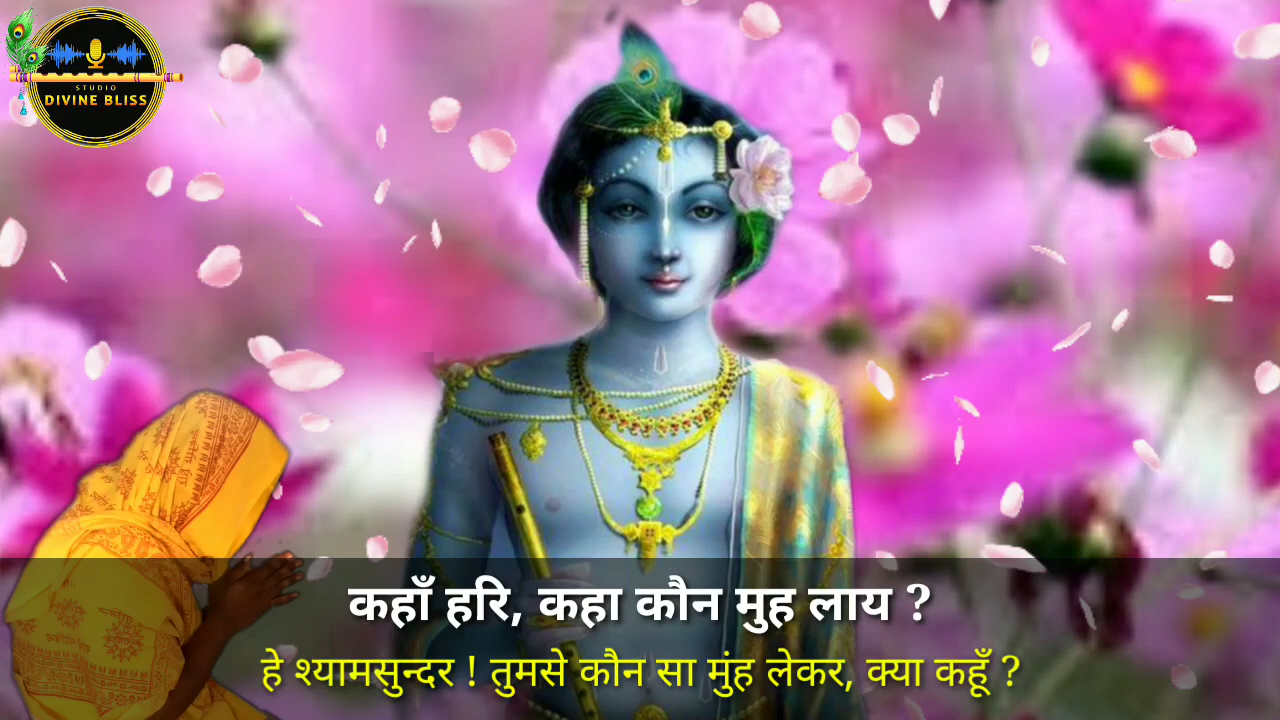 STUDIO
DIVINE BLISS
कहाँ हरि, कहा कौन मुह लाय ?
हे श्यामसुन्दर ! तुमसे कौन सा मुंह लेकर, क्या कहूँ ?